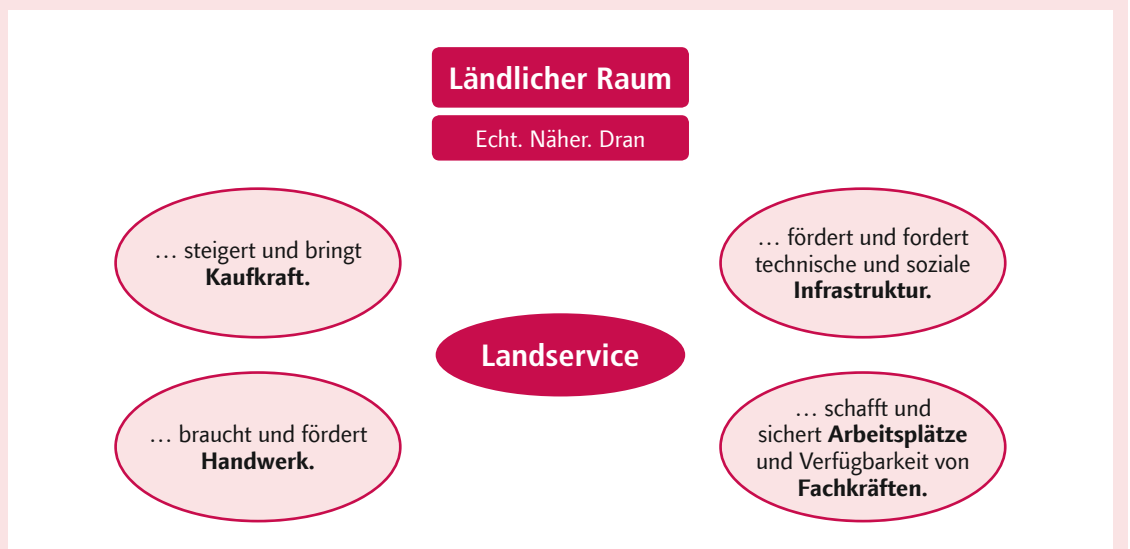 Ländlicher Raum
Echt. Näher. Dran
… steigert und bringt
Kaufkraft.
… fördert und fordert
technische und soziale
Infrastruktur.
Landservice
… braucht und fördert
Handwerk.
… schafft und
sichert Arbeitsplätze
und Verfügbarkeit von
Fachkräften.